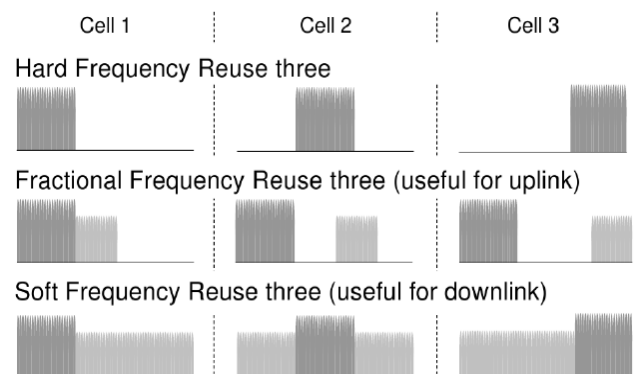 Cell 1 Cell 2 Cell 3
Hard Frequency Reuse three
Fractional Frequency Reuse three (useful for uplink)
Soft Frequency Reuse three (useful for downlink)